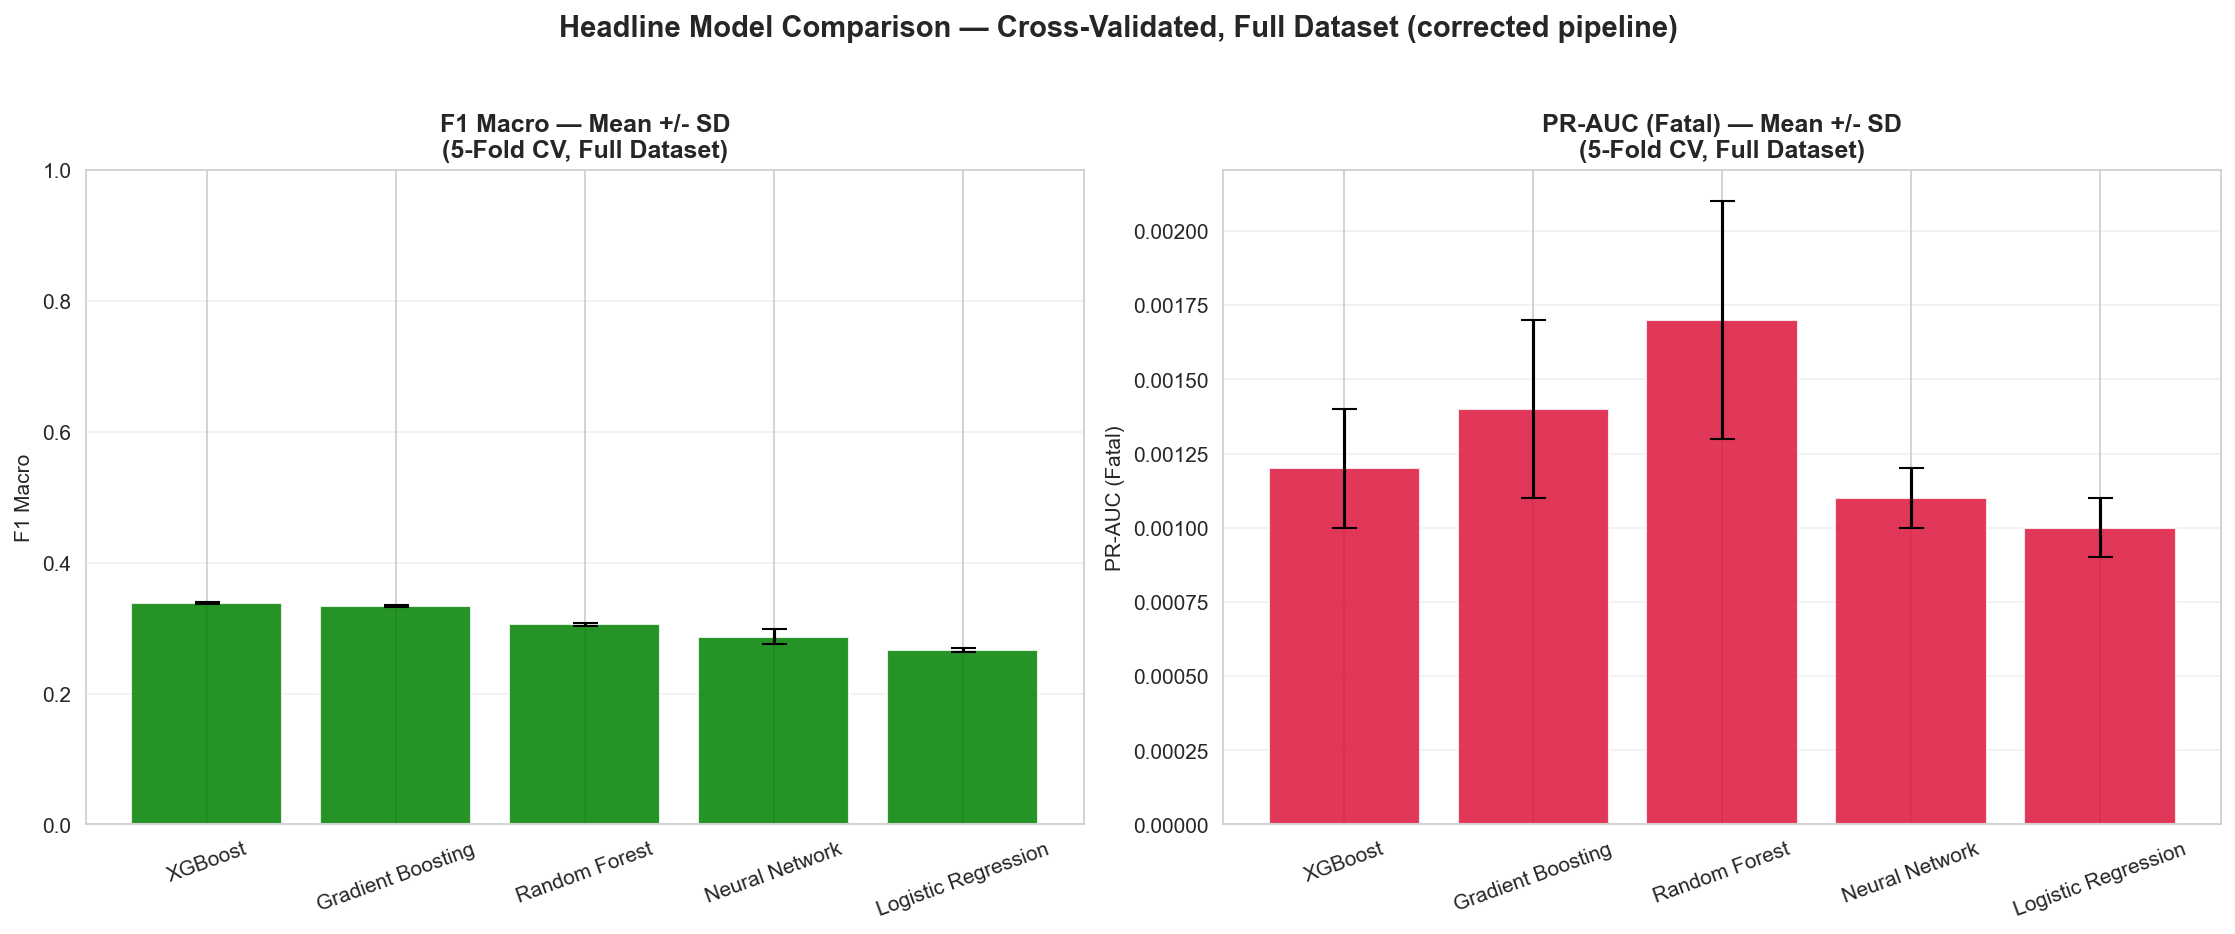 Headline Model Comparison — Cross-Validated, Full Dataset (corrected pipeline)
F1 Macro — Mean +/- SD
(5-Fold CV, Full Dataset)
1.0
0.8
0.6
0.4
0.2
0.0
F1 Macro
XGBoost
Gradient Boosting
Random Forest
Neural Network
Logistic Regression
PR-AUC (Fatal) — Mean +/- SD
(5-Fold CV, Full Dataset)
0.00200
0.00175
0.00150
0.00125
0.00100
0.00075
0.00050
0.00025
0.00000
PR-AUC (Fatal)
XGBoost
Gradient Boosting
Random Forest
Neural Network
Logistic Regression